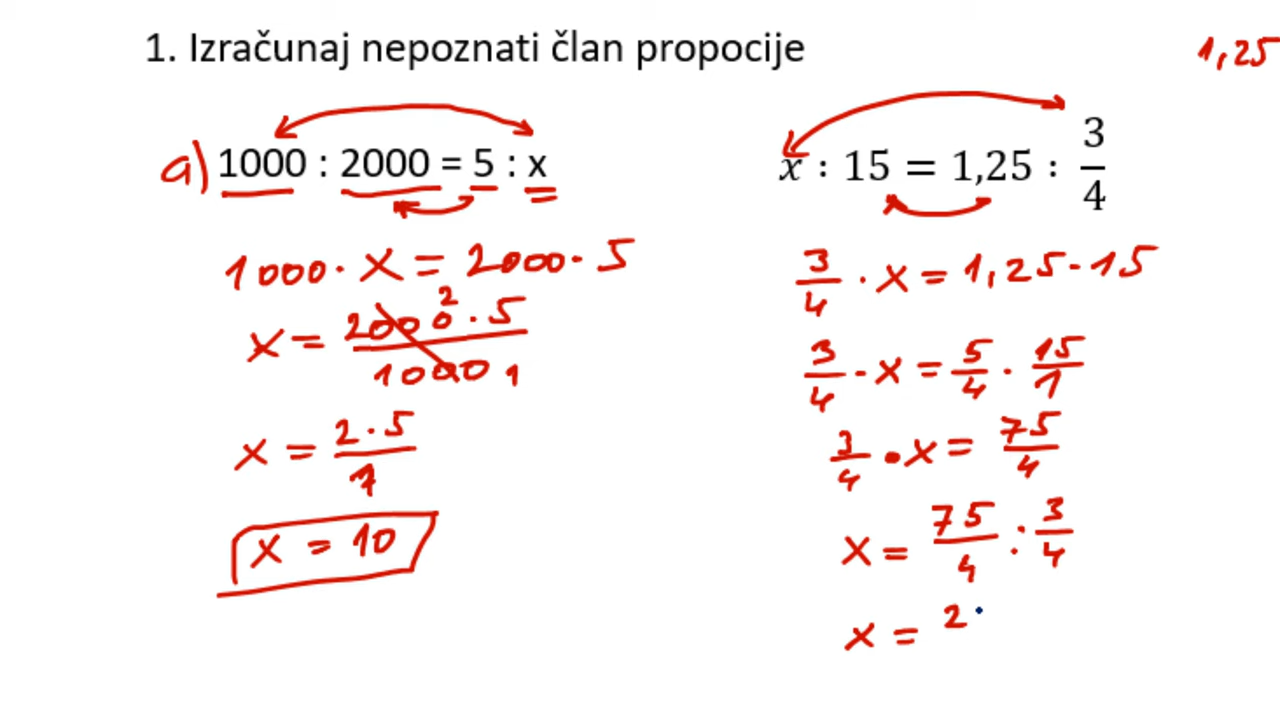 1. Izračunaj nepoznati član propocije
1,25
a) 1000 : 2000 = 5 : x
1000 · x = 2000 · 5
x = 2000 2 · 5 / 1000 1
x = 2 · 5 / 1
x = 10
x : 15 = 1,25 : 3/4
3/4 · x = 1,25 · 15
3/4 · x = 5/4 · 15/1
3/4 · x = 75/4
x = 75/4 : 3/4
x = 2